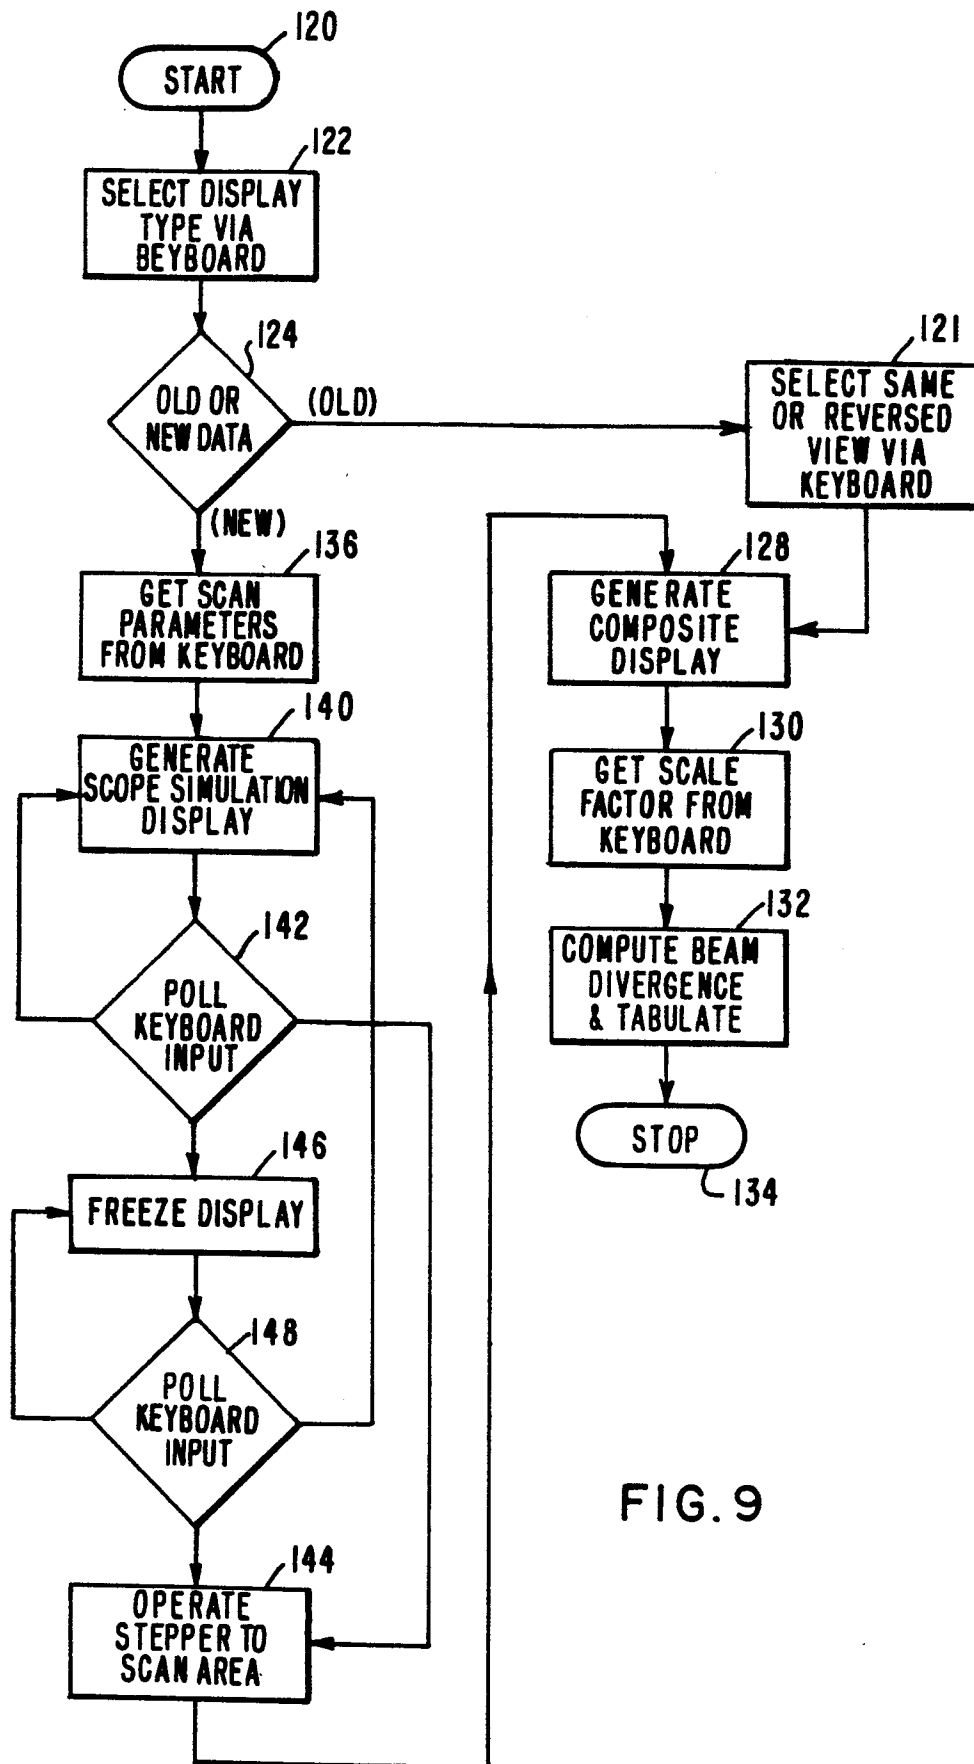 120
START
122
SELECT DISPLAY
TYPE VIA
BEYBOARD
124
OLD OR
NEW DATA
(OLD)
(NEW)
121
SELECT SAME
OR REVERSED
VIEW VIA
KEYBOARD
136
GET SCAN
PARAMETERS
FROM KEYBOARD
140
GENERATE
SCOPE SIMULATION
DISPLAY
142
POLL
KEYBOARD
INPUT
146
FREEZE DISPLAY
148
POLL
KEYBOARD
INPUT
144
OPERATE
STEPPER TO
SCAN AREA
128
GENERATE
COMPOSITE
DISPLAY
130
GET SCALE
FACTOR FROM
KEYBOARD
132
COMPUTE BEAM
DIVERGENCE
& TABULATE
STOP
134
FIG. 9